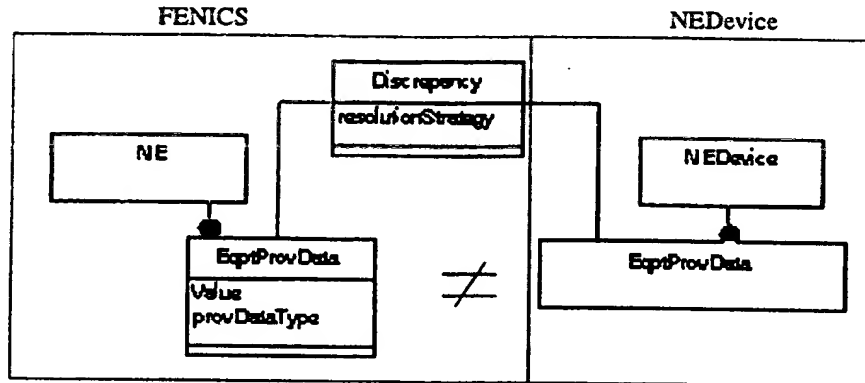 FENICS
NEDevice
Discrepancy
resolutionStrategy
NE
NEDevice
EqptProvData
Value
provDataType
≠
EqptProvData